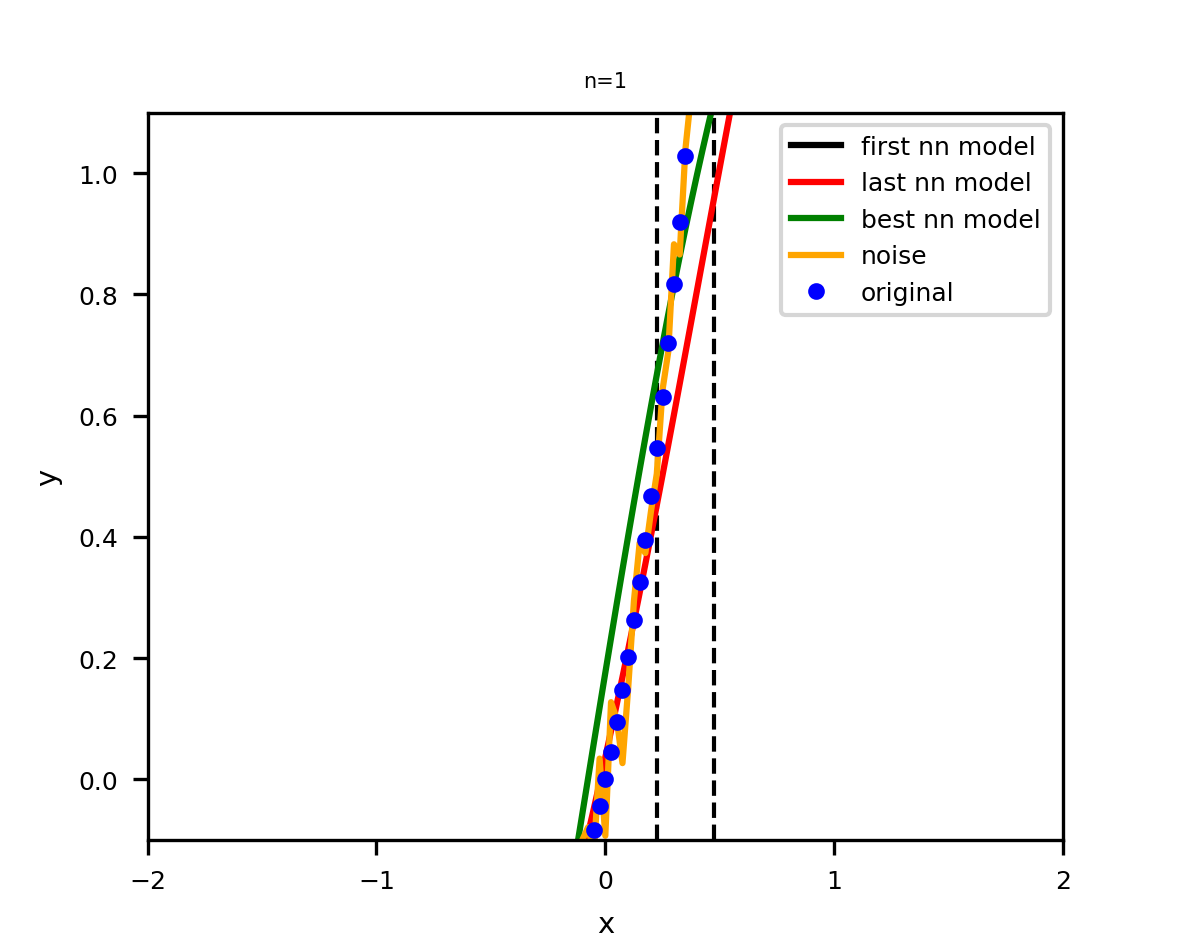 n=1
first nn model
last nn model
best nn model
noise
original
y
1.0
0.8
0.6
0.4
0.2
0.0
−2 −1 0 1 2
x